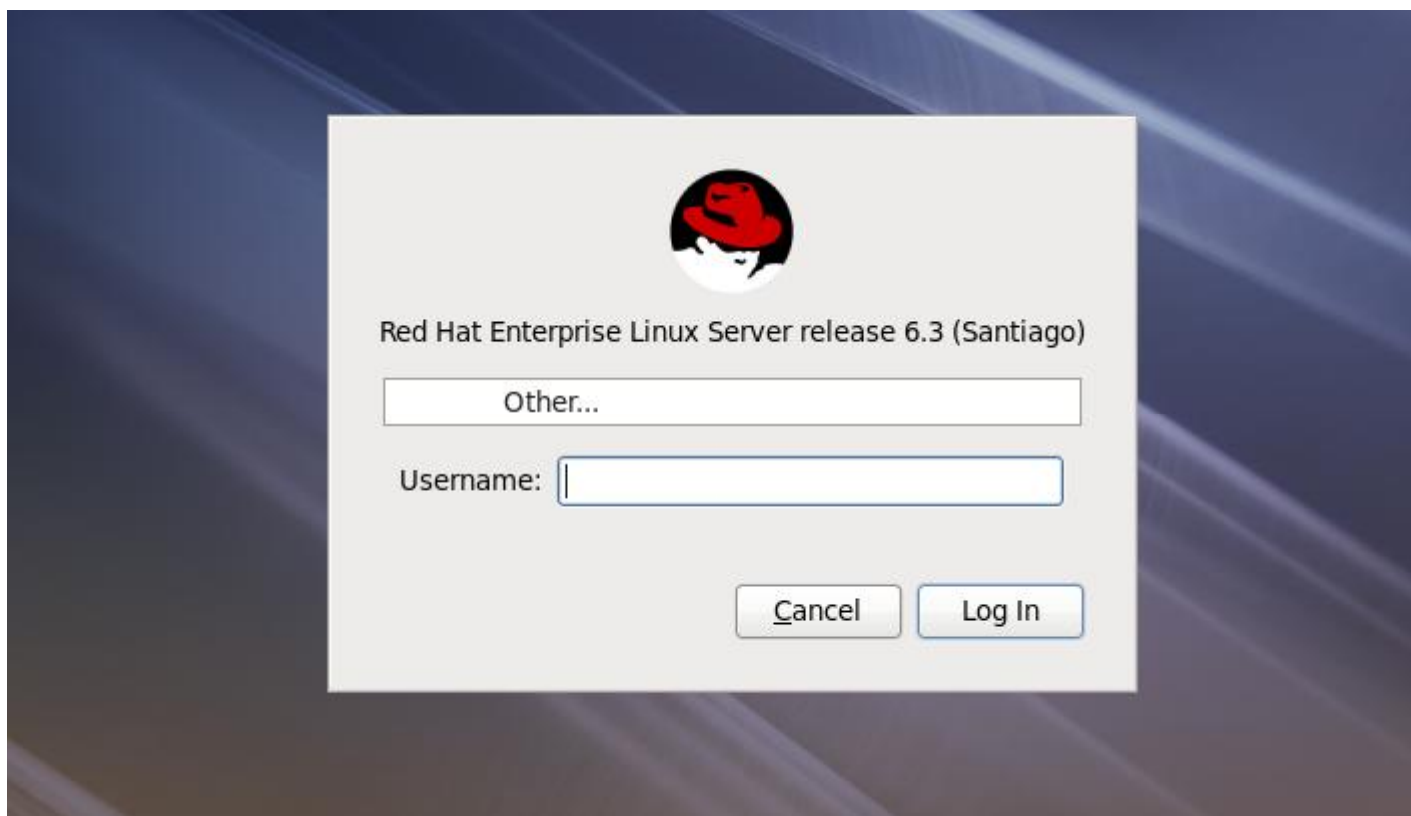 Red Hat Enterprise Linux Server release 6.3 (Santiago)
Other...
Username:
Cancel
Log In